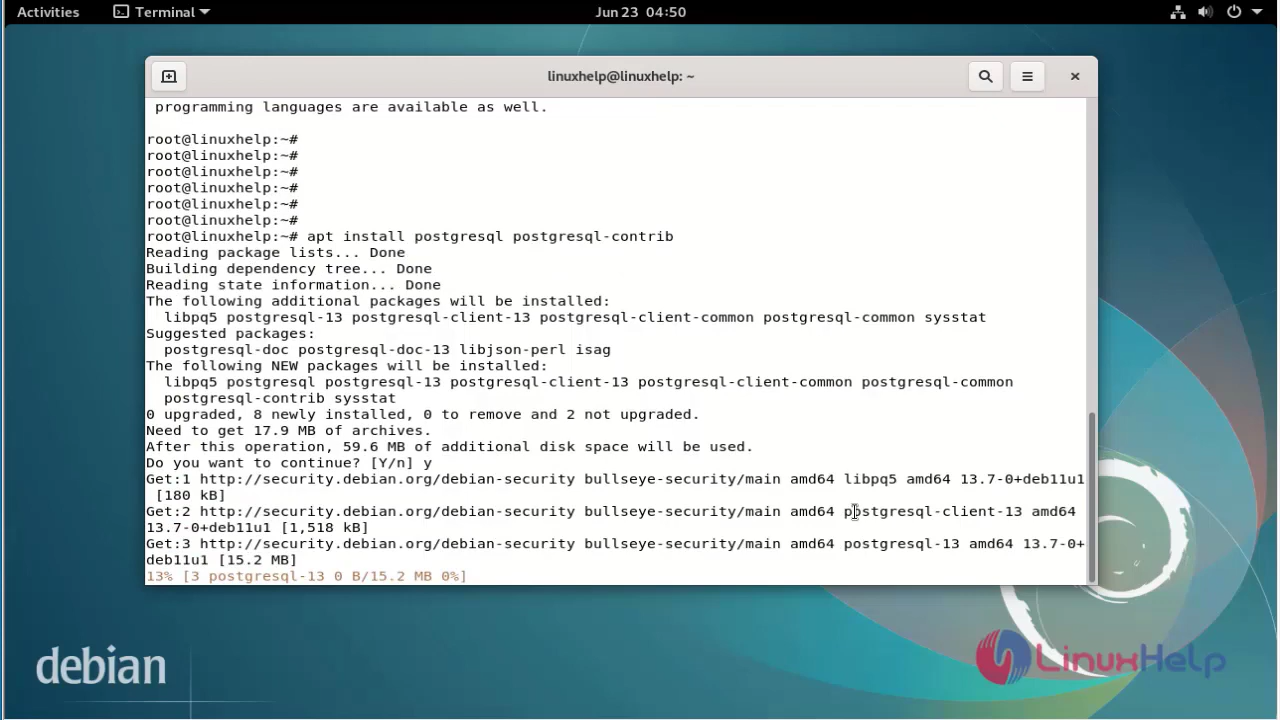 Activities Terminal Jun 23 04:50
linuxhelp@linuxhelp: ~
programming languages are available as well.
root@linuxhelp:~#
root@linuxhelp:~#
root@linuxhelp:~#
root@linuxhelp:~#
root@linuxhelp:~#
root@linuxhelp:~#
root@linuxhelp:~# apt install postgresql postgresql-contrib
Reading package lists... Done
Building dependency tree... Done
Reading state information... Done
The following additional packages will be installed:
libpq5 postgresql-13 postgresql-client-13 postgresql-client-common postgresql-common sysstat
Suggested packages:
postgresql-doc postgresql-doc-13 libjson-perl isag
The following NEW packages will be installed:
libpq5 postgresql postgresql-13 postgresql-client-13 postgresql-client-common postgresql-common
postgresql-contrib sysstat
0 upgraded, 8 newly installed, 0 to remove and 2 not upgraded.
Need to get 17.9 MB of archives.
After this operation, 59.6 MB of additional disk space will be used.
Do you want to continue? [Y/n] y
Get:1 http://security.debian.org/debian-security bullseye-security/main amd64 libpq5 amd64 13.7-0+deb11u1
[180 kB]
Get:2 http://security.debian.org/debian-security bullseye-security/main amd64 postgresql-client-13 amd64
13.7-0+deb11u1 [1,518 kB]
Get:3 http://security.debian.org/debian-security bullseye-security/main amd64 postgresql-13 amd64 13.7-0+
deb11u1 [15.2 MB]
13% [3 postgresql-13 0 B/15.2 MB 0%]
debian
LinuxHelp